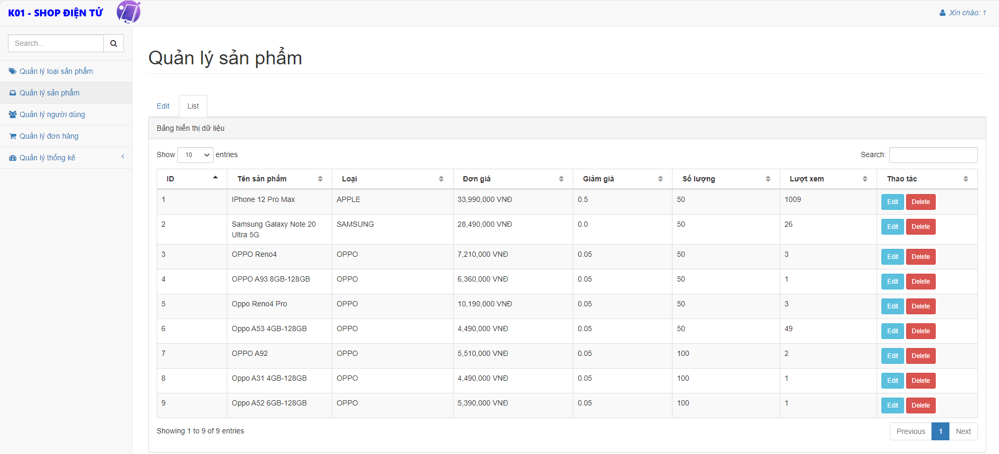 K01 - SHOP ĐIỆN TỬ
Xin chào: 1
Search...
Quản lý loại sản phẩm
Quản lý sản phẩm
Quản lý người dùng
Quản lý đơn hàng
Quản lý thống kê
Quản lý sản phẩm
Edit List
Bảng hiển thị dữ liệu
Show 10 entries Search:
ID Tên sản phẩm Loại Đơn giá Giảm giá Số lượng Lượt xem Thao tác
1 IPhone 12 Pro Max APPLE 33,990,000 VNĐ 0.5 50 1009 Edit Delete
2 Samsung Galaxy Note 20 SAMSUNG 28,490,000 VNĐ 0.0 50 26 Edit Delete
Ultra 5G
3 OPPO Reno4 OPPO 7,210,000 VNĐ 0.05 50 3 Edit Delete
4 OPPO A93 8GB-128GB OPPO 6,360,000 VNĐ 0.05 50 1 Edit Delete
5 Oppo Reno4 Pro OPPO 10,190,000 VNĐ 0.05 50 3 Edit Delete
6 Oppo A53 4GB-128GB OPPO 4,490,000 VNĐ 0.05 50 49 Edit Delete
7 OPPO A92 OPPO 5,510,000 VNĐ 0.05 100 2 Edit Delete
8 Oppo A31 4GB-128GB OPPO 4,490,000 VNĐ 0.05 100 1 Edit Delete
9 Oppo A52 6GB-128GB OPPO 5,390,000 VNĐ 0.05 100 1 Edit Delete
Showing 1 to 9 of 9 entries Previous 1 Next